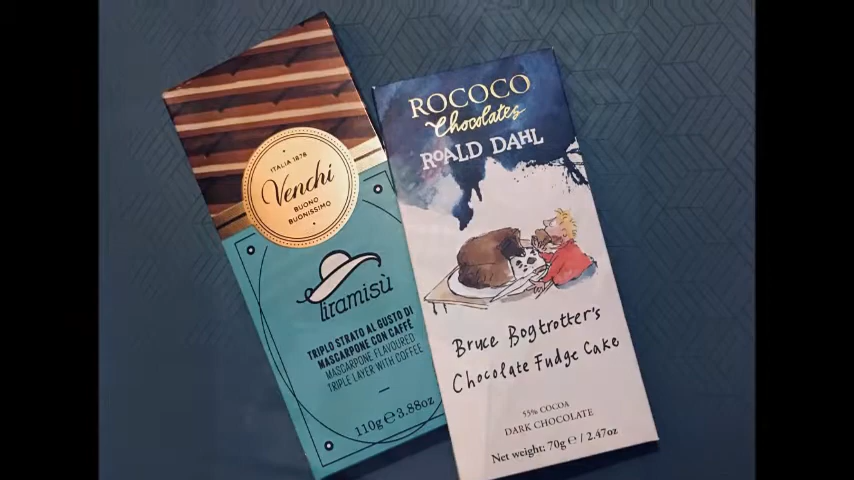 ITALIA 1878
Venchi
BUONO
BUONISSIMO
tiramisù
TRIPLO STRATO AL GUSTO DI
MASCARPONE CON CAFFÈ
MASCARPONE FLAVOURED
TRIPLE LAYER WITH COFFEE
110g e 3.88oz
ROCOCO
Chocolates
ROALD DAHL
Bruce Bogtrotter's
Chocolate Fudge Cake
55% COCOA
DARK CHOCOLATE
Net weight: 70g e / 2.47oz